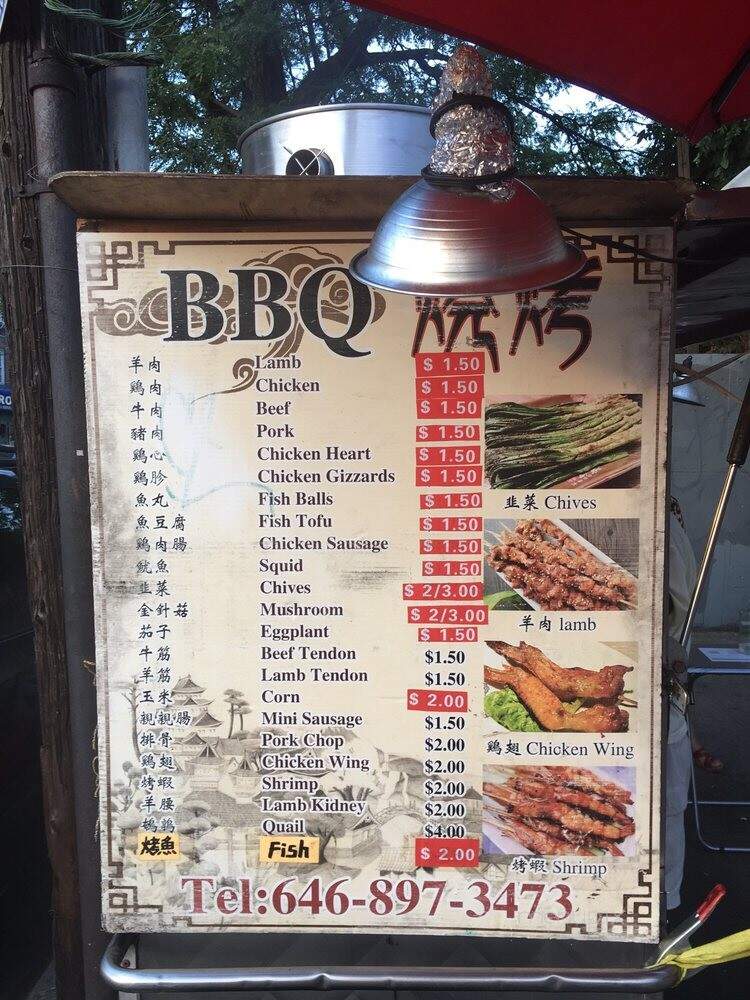 BBQ 燒烤
羊肉 Lamb $ 1.50
鷄肉 Chicken $ 1.50
牛肉 Beef $ 1.50
豬肉 Pork $ 1.50
鷄心 Chicken Heart $ 1.50
鷄胗 Chicken Gizzards $ 1.50
魚丸 Fish Balls $ 1.50
魚豆腐 Fish Tofu $ 1.50
鷄肉腸 Chicken Sausage $ 1.50
魷魚 Squid $ 1.50
韭菜 Chives $ 2/3.00
金針菇 Mushroom $ 2/3.00
茄子 Eggplant $ 1.50
牛筋 Beef Tendon $1.50
羊筋 Lamb Tendon $1.50
玉米 Corn $ 2.00
親親腸 Mini Sausage $1.50
排骨 Pork Chop $2.00
鷄翅 Chicken Wing $2.00
烤蝦 Shrimp $2.00
羊腰 Lamb Kidney $2.00
鵪鶉 Quail $4.00
烤魚 Fish $ 2.00
韭菜 Chives
羊肉 lamb
鷄翅 Chicken Wing
烤蝦 Shrimp
Tel:646-897-3473
RO